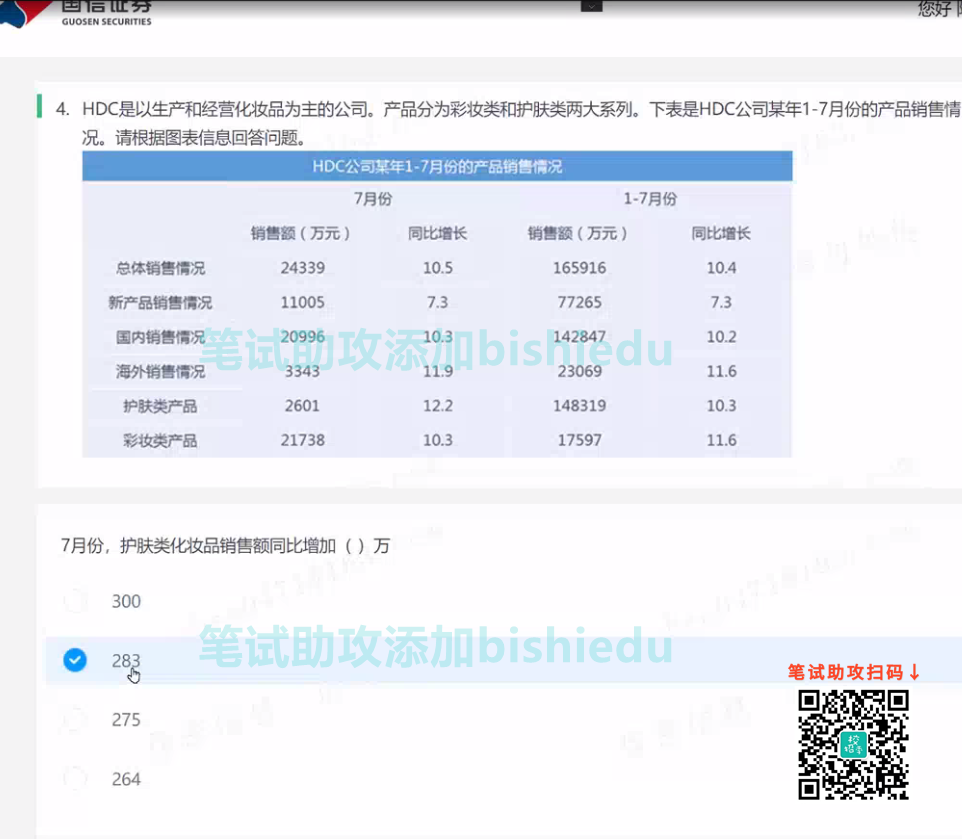 国信证券
GUOSEN SECURITIES
您好
4. HDC是以生产和经营化妆品为主的公司。产品分为彩妆类和护肤类两大系列。下表是HDC公司某年1-7月份的产品销售情
况。请根据图表信息回答问题。
HDC公司某年1-7月份的产品销售情况
7月份 1-7月份
销售额（万元） 同比增长 销售额（万元） 同比增长
总体销售情况 24339 10.5 165916 10.4
新产品销售情况 11005 7.3 77265 7.3
国内销售情况 20996 10.3 142847 10.2
笔试助攻添加bishiedu
海外销售情况 3343 11.9 23069 11.6
护肤类产品 2601 12.2 148319 10.3
彩妆类产品 21738 10.3 17597 11.6
7月份，护肤类化妆品销售额同比增加（ ）万
300
笔试助攻添加bishiedu
283
笔试助攻扫码↓
275
264